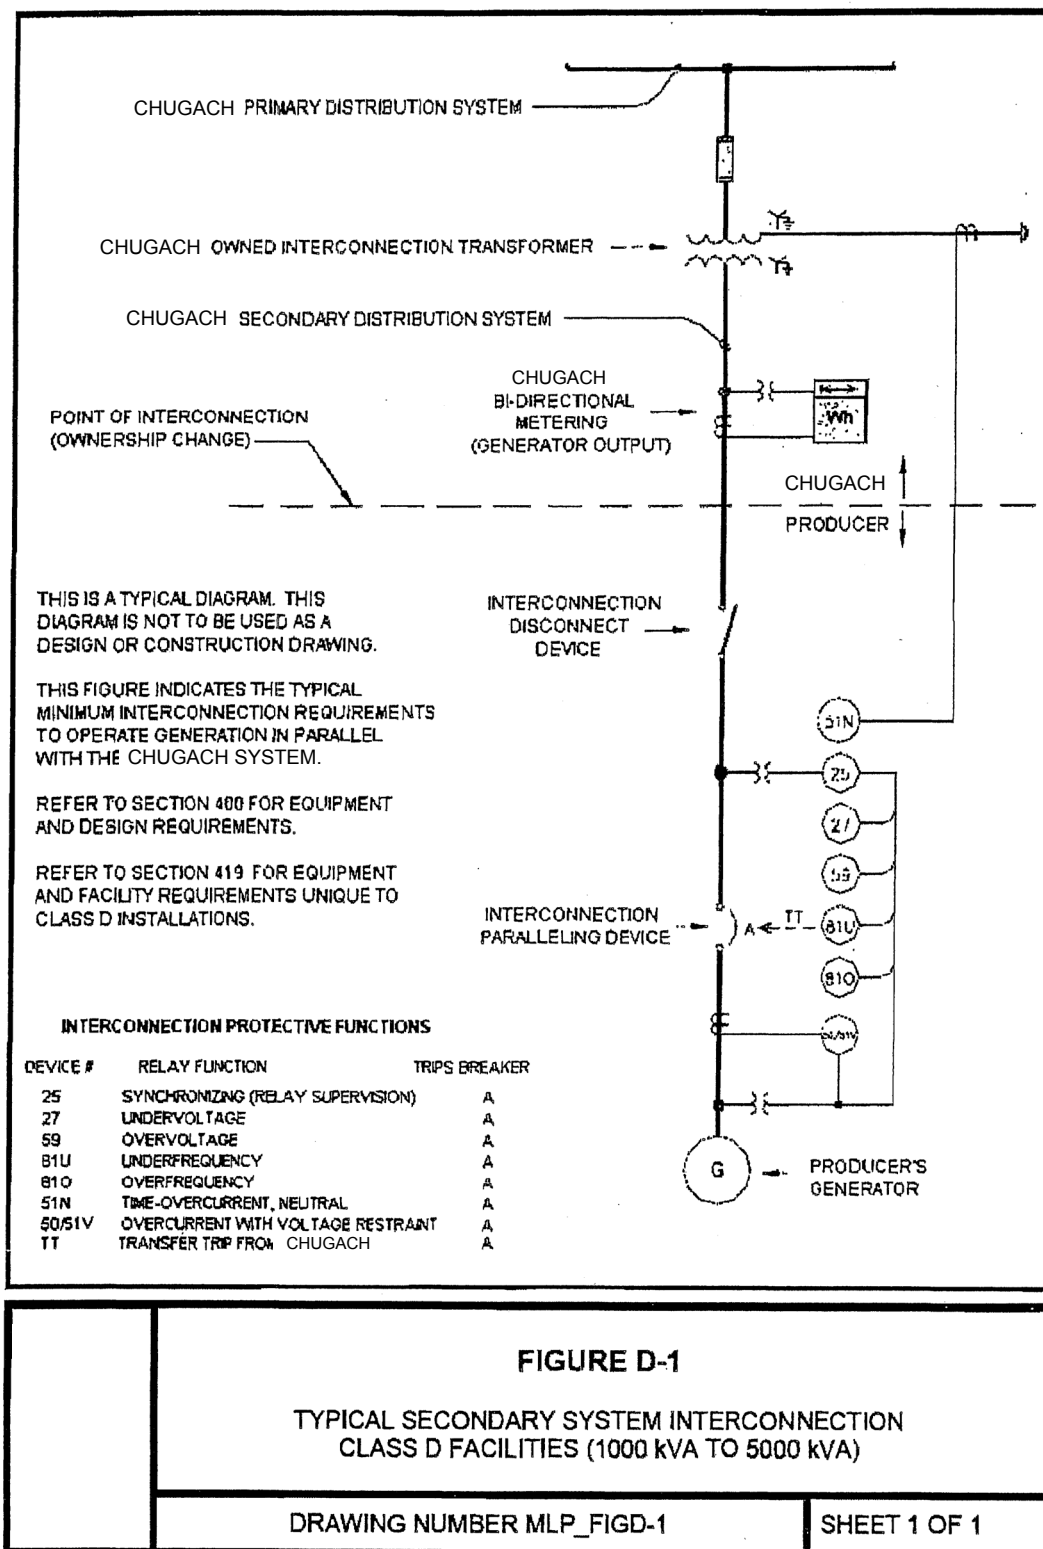 CHUGACH PRIMARY DISTRIBUTION SYSTEM
CHUGACH OWNED INTERCONNECTION TRANSFORMER
CHUGACH SECONDARY DISTRIBUTION SYSTEM
CHUGACH
BI-DIRECTIONAL
METERING
(GENERATOR OUTPUT)
Wh
POINT OF INTERCONNECTION
(OWNERSHIP CHANGE)
CHUGACH
PRODUCER
THIS IS A TYPICAL DIAGRAM. THIS
DIAGRAM IS NOT TO BE USED AS A
DESIGN OR CONSTRUCTION DRAWING.
THIS FIGURE INDICATES THE TYPICAL
MINIMUM INTERCONNECTION REQUIREMENTS
TO OPERATE GENERATION IN PARALLEL
WITH THE CHUGACH SYSTEM.
REFER TO SECTION 400 FOR EQUIPMENT
AND DESIGN REQUIREMENTS.
REFER TO SECTION 419 FOR EQUIPMENT
AND FACILITY REQUIREMENTS UNIQUE TO
CLASS D INSTALLATIONS.
INTERCONNECTION
DISCONNECT
DEVICE
51N
25
27
59
INTERCONNECTION
PARALLELING DEVICE
A
TT
81U
81O
50/51V
G
PRODUCER'S
GENERATOR
INTERCONNECTION PROTECTIVE FUNCTIONS
DEVICE # RELAY FUNCTION TRIPS BREAKER
25 SYNCHRONIZING (RELAY SUPERVISION) A
27 UNDERVOLTAGE A
59 OVERVOLTAGE A
81U UNDERFREQUENCY A
81O OVERFREQUENCY A
51N TIME-OVERCURRENT, NEUTRAL A
50/51V OVERCURRENT WITH VOLTAGE RESTRAINT A
TT TRANSFER TRIP FROM CHUGACH A
FIGURE D-1
TYPICAL SECONDARY SYSTEM INTERCONNECTION
CLASS D FACILITIES (1000 kVA TO 5000 kVA)
DRAWING NUMBER MLP_FIGD-1
SHEET 1 OF 1